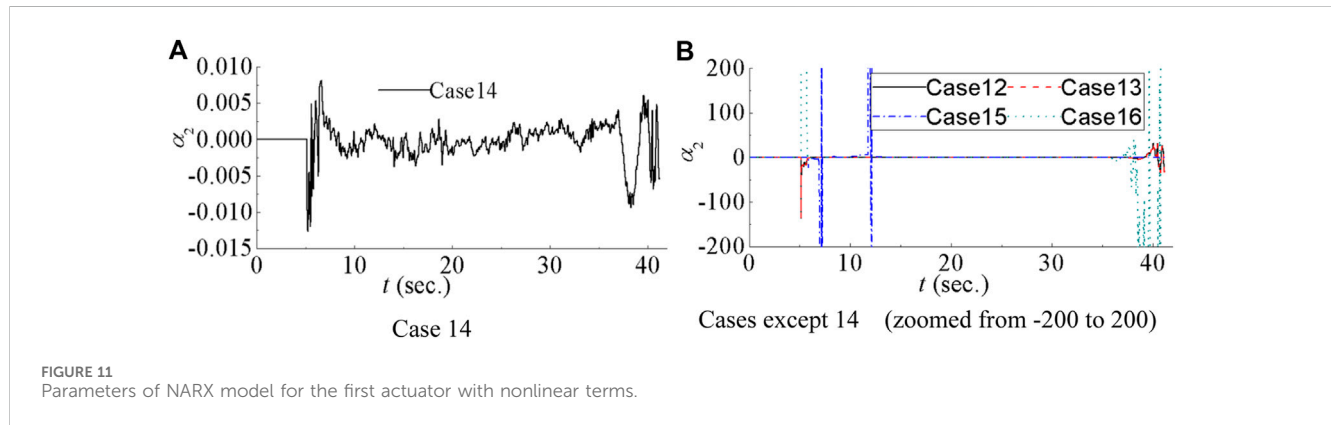 A
0.010
0.005
0.000
-0.005
-0.010
-0.015
α2
Case14
0 10 20 30 40
t (sec.)
Case 14
B
200
100
0
-100
-200
α2
Case12 Case13
Case15 Case16
0 10 20 30 40
t (sec.)
Cases except 14 (zoomed from -200 to 200)
FIGURE 11
Parameters of NARX model for the first actuator with nonlinear terms.